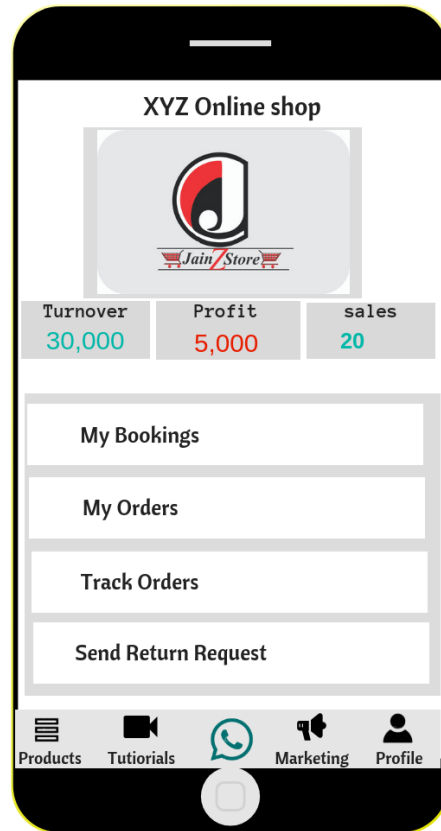 XYZ Online shop
Jain Z Store
Turnover Profit sales
30,000 5,000 20
My Bookings
My Orders
Track Orders
Send Return Request
Products Tutiorials Marketing Profile